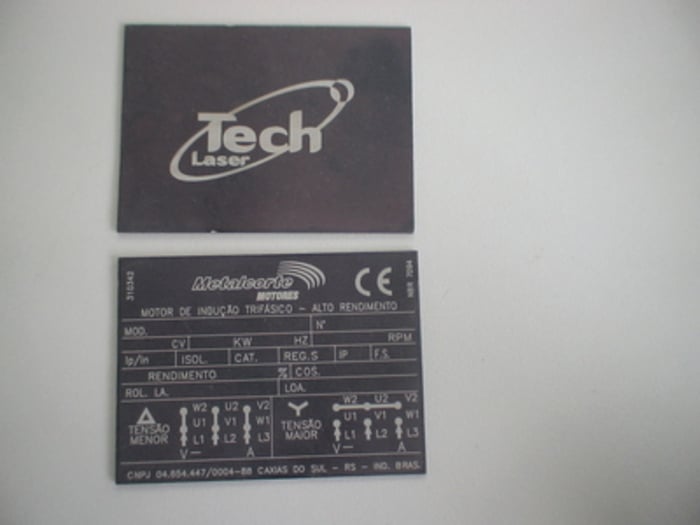 Tech
Laser
310342
Metalcorte
MOTORES
CE
NBR 7094
MOTOR DE INDUÇÃO TRIFÁSICO - ALTO RENDIMENTO
MOD. N°
CV KW HZ RPM
Ip/In ISOL. CAT. REG.S IP F.S.
RENDIMENTO % COS.
ROL. LA. LOA.
W2 U2 V2 W2 U2 V2
U1 V1 W1 U1 V1 W1
TENSÃO MENOR L1 L2 L3 TENSÃO MAIOR L1 L2 L3
V A V A
CNPJ 04.654.447/0004-88 CAXIAS DO SUL - RS - IND. BRAS.